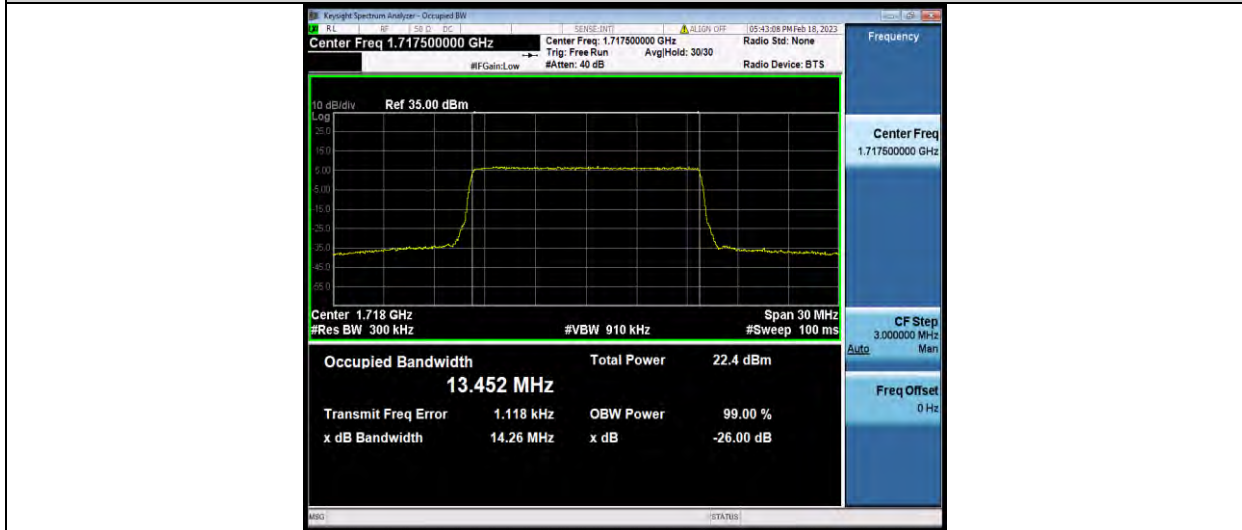 Keysight Spectrum Analyzer - Occupied BW
RL RF 50 Ω DC SENSE:INT ALIGN OFF 05:43:08 PM Feb 18, 2023
Center Freq 1.717500000 GHz
Center Freq: 1.717500000 GHz Radio Std: None
Trig: Free Run Avg|Hold: 30/30
#IFGain:Low #Atten: 40 dB Radio Device: BTS
10 dB/div Ref 35.00 dBm
Log
25.0
15.0
5.00
-5.00
-15.0
-25.0
-35.0
-45.0
-55.0
Center 1.718 GHz Span 30 MHz
#Res BW 300 kHz #VBW 910 kHz #Sweep 100 ms
Occupied Bandwidth Total Power 22.4 dBm
13.452 MHz
Transmit Freq Error 1.118 kHz OBW Power 99.00 %
x dB Bandwidth 14.26 MHz x dB -26.00 dB
MSG STATUS
Frequency
Center Freq
1.717500000 GHz
CF Step
3.000000 MHz
Auto Man
Freq Offset
0 Hz